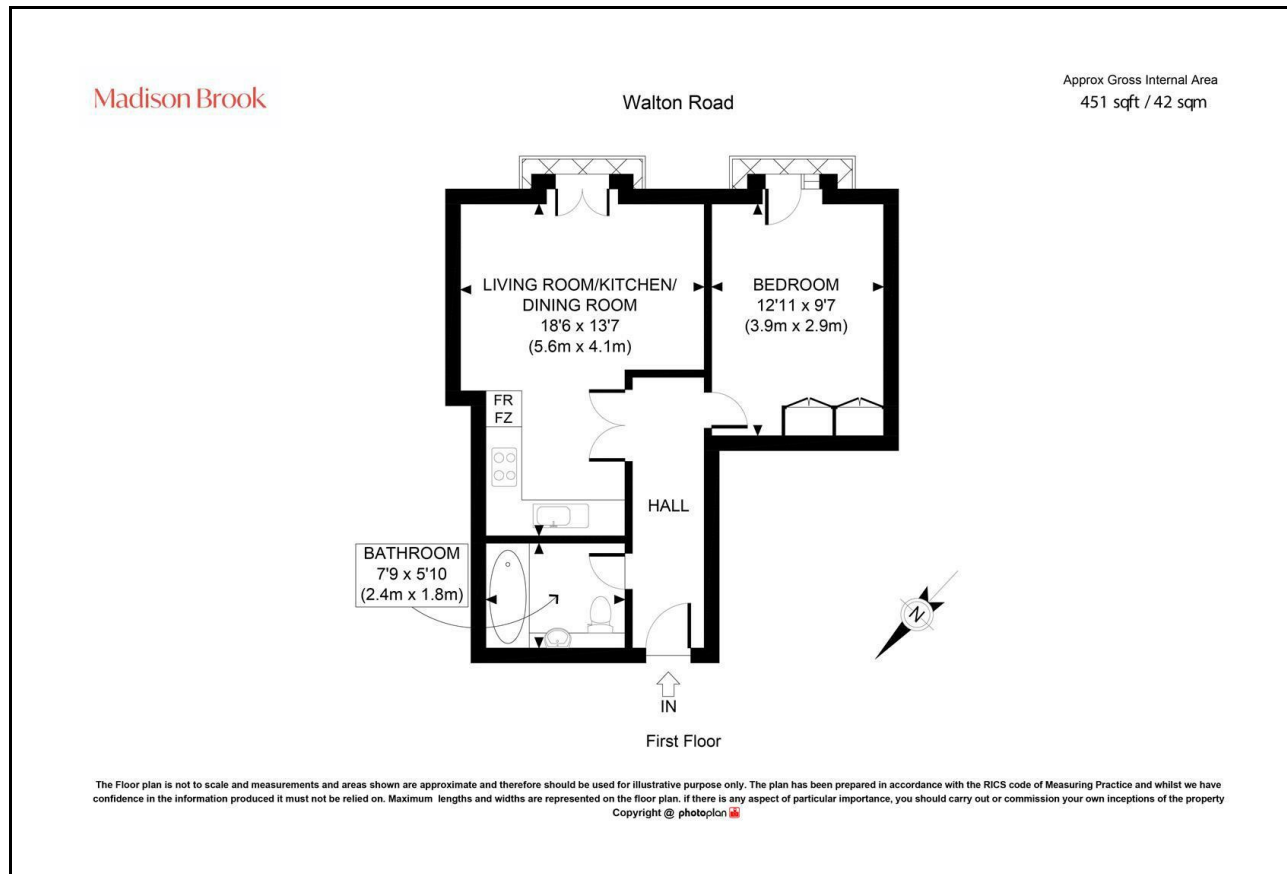 Madison Brook
Walton Road
Approx Gross Internal Area
451 sqft / 42 sqm
LIVING ROOM/KITCHEN/
DINING ROOM
18'6 x 13'7
(5.6m x 4.1m)
BEDROOM
12'11 x 9'7
(3.9m x 2.9m)
FR
FZ
HALL
BATHROOM
7'9 x 5'10
(2.4m x 1.8m)
N
IN
First Floor
The Floor plan is not to scale and measurements and areas shown are approximate and therefore should be used for illustrative purpose only. The plan has been prepared in accordance with the RICS code of Measuring Practice and whilst we have
confidence in the information produced it must not be relied on. Maximum lengths and widths are represented on the floor plan. if there is any aspect of particular importance, you should carry out or commission your own inceptions of the property
Copyright @ photoplan